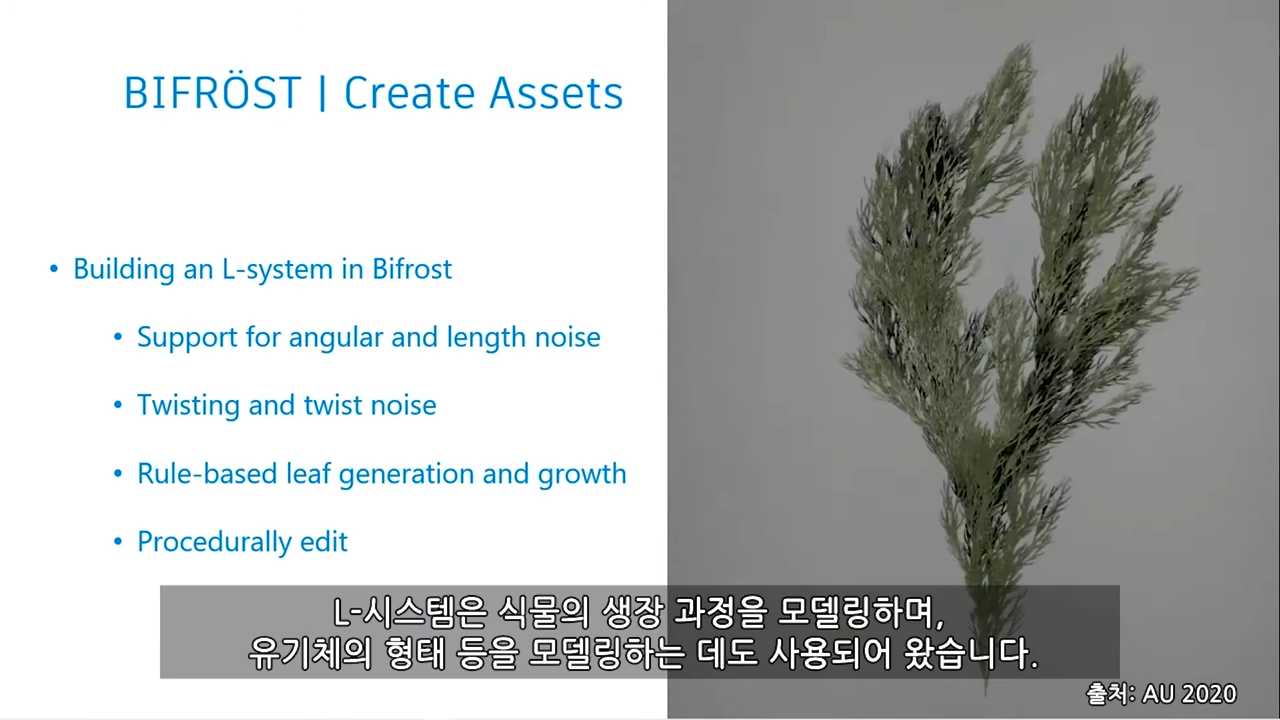 BIFRÖST | Create Assets
• Building an L-system in Bifrost
• Support for angular and length noise
• Twisting and twist noise
• Rule-based leaf generation and growth
• Procedurally edit
L-시스템은 식물의 생장 과정을 모델링하며,
유기체의 형태 등을 모델링하는 데도 사용되어 왔습니다.
출처: AU 2020